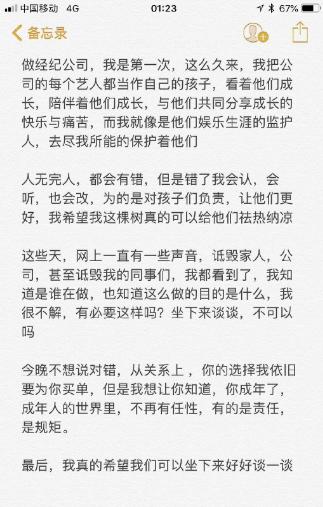 中国移动 4G 01:23 67%
备忘录
做经纪公司，我是第一次，这么久来，我把公
司的每个艺人都当作自己的孩子，看着他们成
长，陪伴着他们成长，与他们共同分享成长的
快乐与痛苦，而我就像是他们娱乐生涯的监护
人，去尽我所能的保护着他们
人无完人，都会有错，但是错了我会认，会
听，也会改，为的是对孩子们负责，让他们更
好，我希望我这棵树真的可以给他们祛热纳凉
这些天，网上一直有一些声音，诋毁家人，公
司，甚至诋毁我的同事们，我都看到了，我知
道是谁在做，也知道这么做的目的是什么，我
很不解，有必要这样吗？坐下来谈谈，不可以
吗
今晚不想说对错，从关系上 ，你的选择我依旧
要为你买单，但是我想让你知道，你成年了，
成年人的世界里，不再有任性，有的是责任，
是规矩。
最后，我真的希望我们可以坐下来好好谈一谈